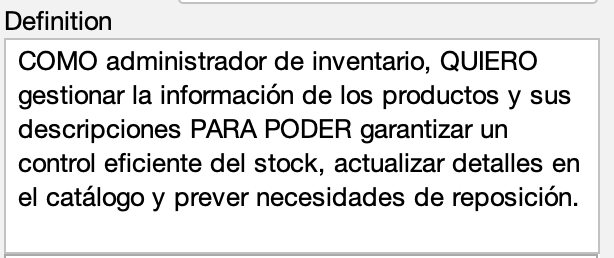 Definition
COMO administrador de inventario, QUIERO
gestionar la información de los productos y sus
descripciones PARA PODER garantizar un
control eficiente del stock, actualizar detalles en
el catálogo y prever necesidades de reposición.